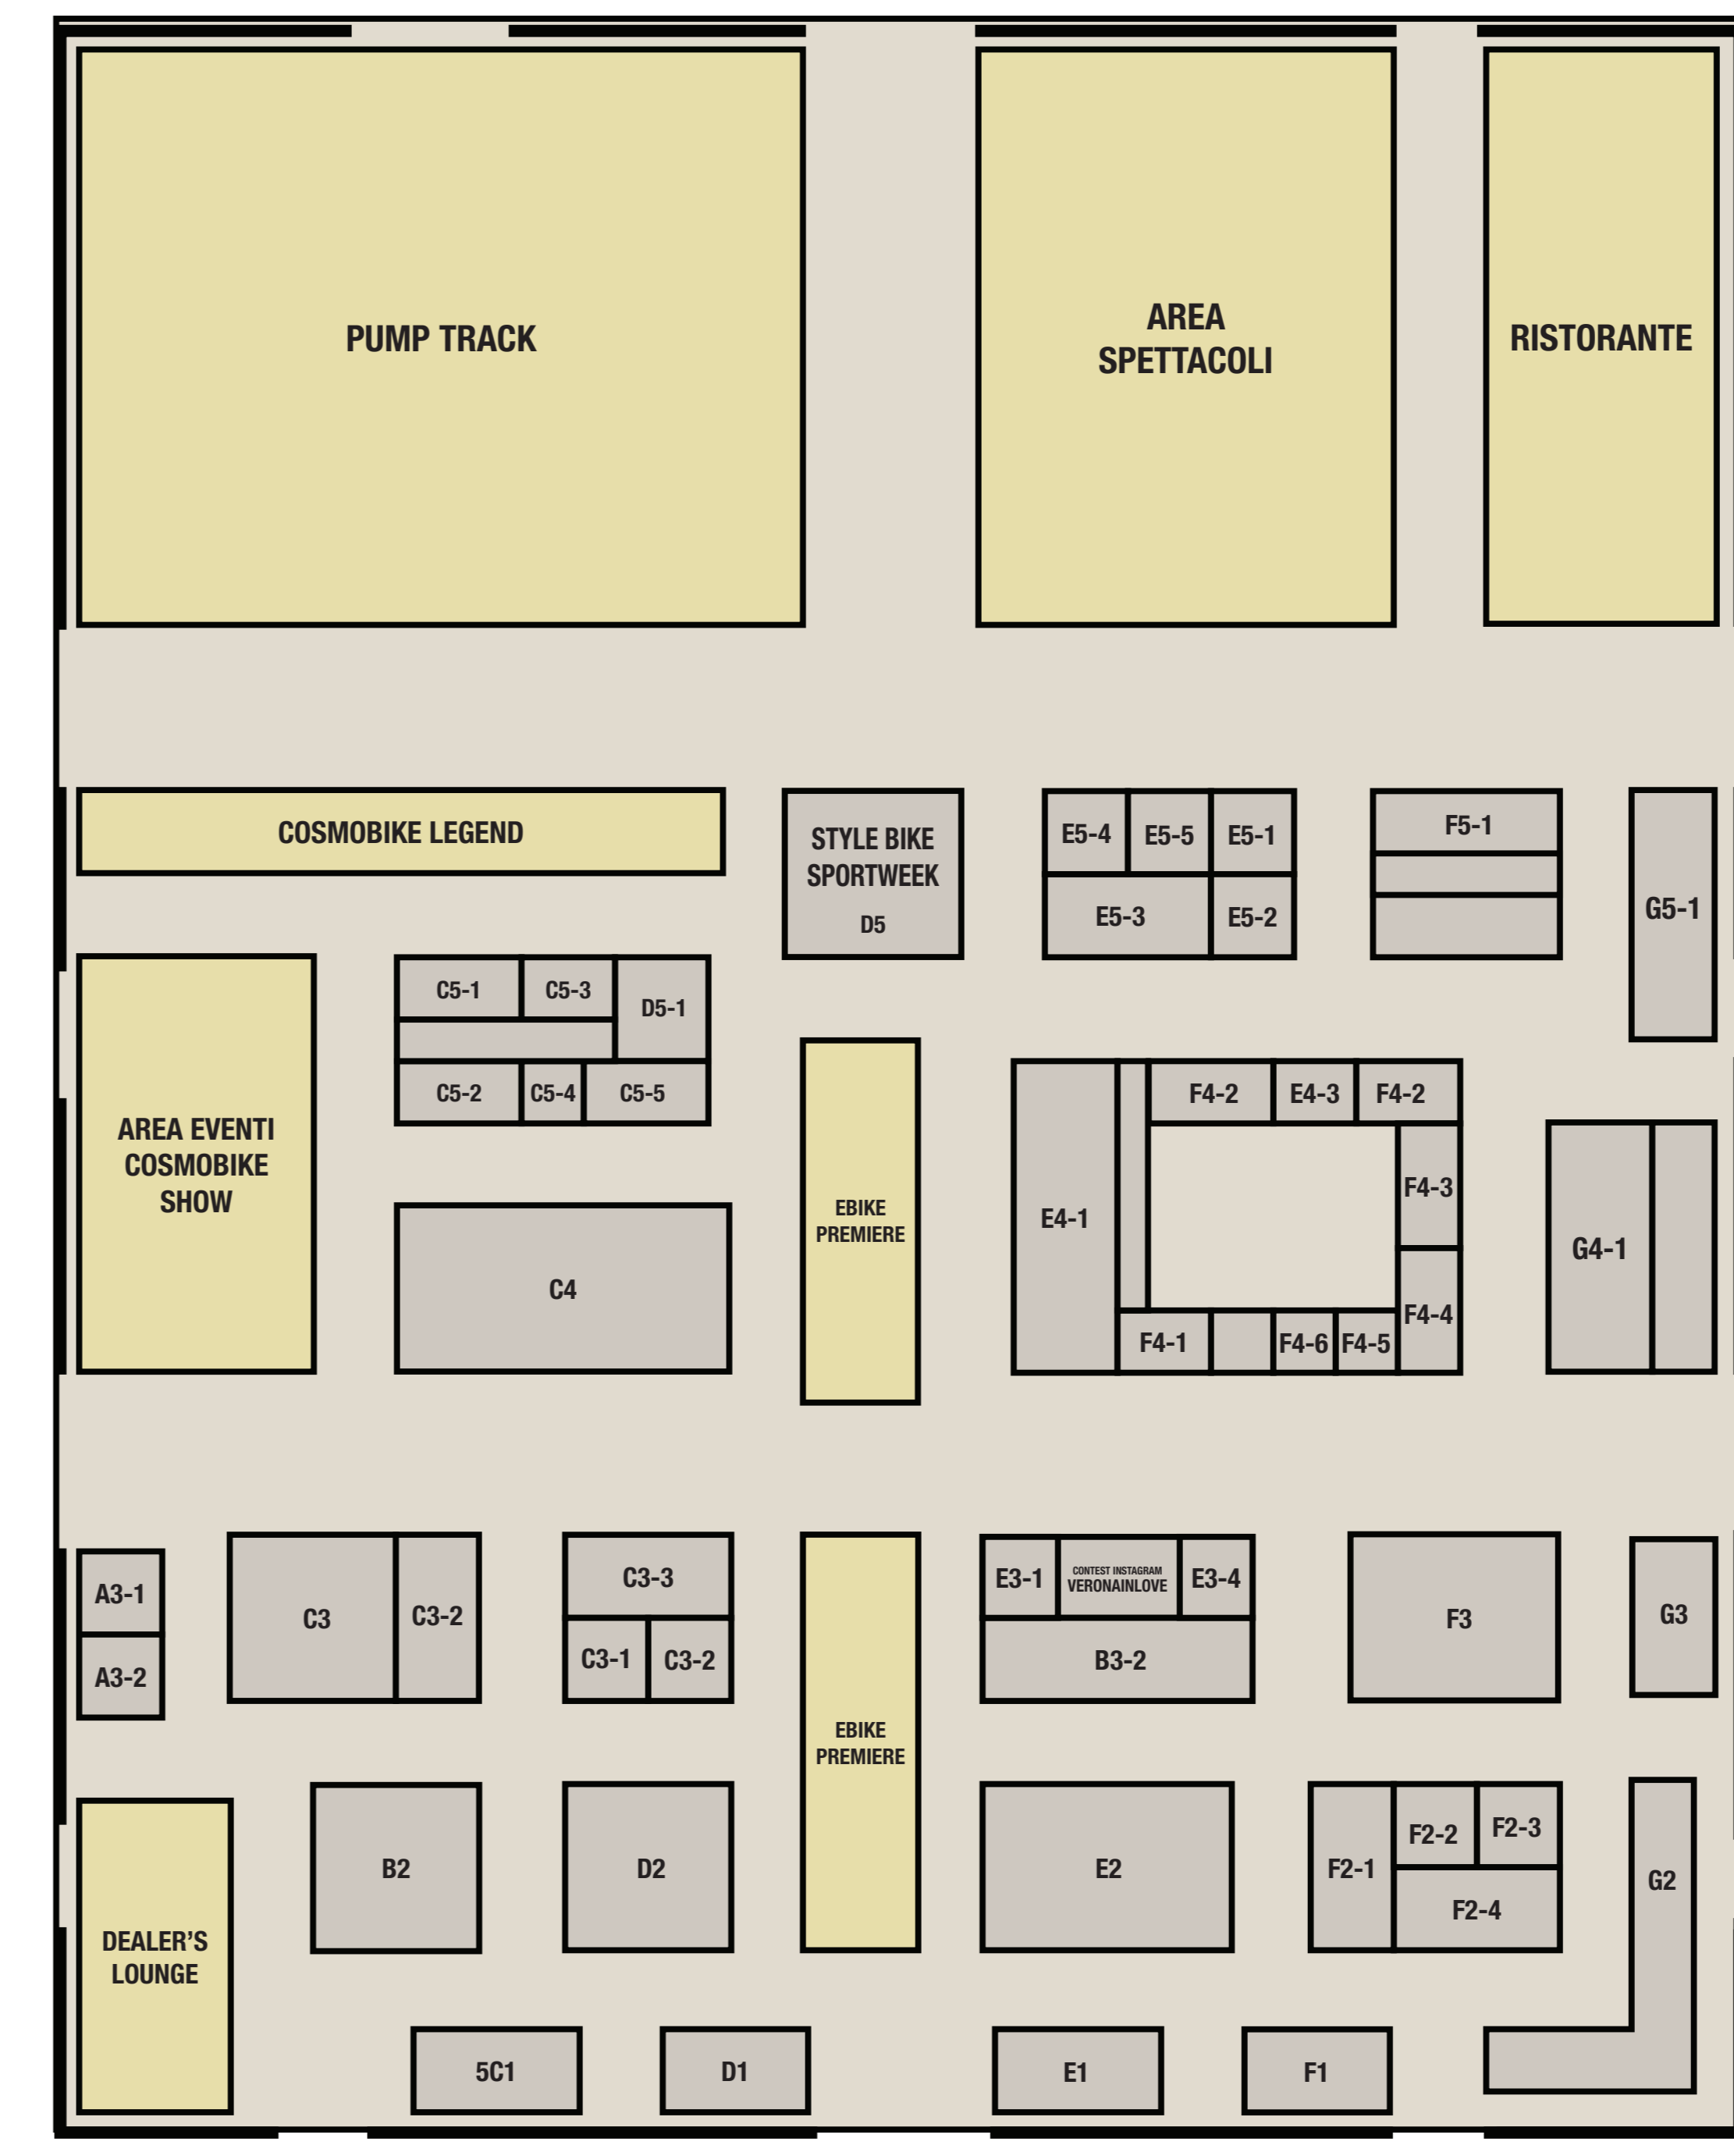 PUMP TRACK
AREA
SPETTACOLI
RISTORANTE
COSMOBIKE LEGEND
STYLE BIKE
SPORTWEEK
D5
E5-4 E5-5 E5-1
E5-3 E5-2
F5-1
G5-1
C5-1 C5-3 D5-1
C5-2 C5-4 C5-5
AREA EVENTI
COSMOBIKE
SHOW
C4
EBIKE
PREMIERE
E4-1
F4-2 E4-3 F4-2
F4-3
F4-4
F4-1 F4-6 F4-5
G4-1
A3-1
A3-2
C3 C3-2
C3-3
C3-1 C3-2
EBIKE
PREMIERE
E3-1
CONTEST INSTAGRAM
VERONAINLOVE
E3-4
B3-2
F3
G3
DEALER'S
LOUNGE
B2
D2
E2
F2-1
F2-2 F2-3
F2-4
G2
5C1
D1
E1
F1